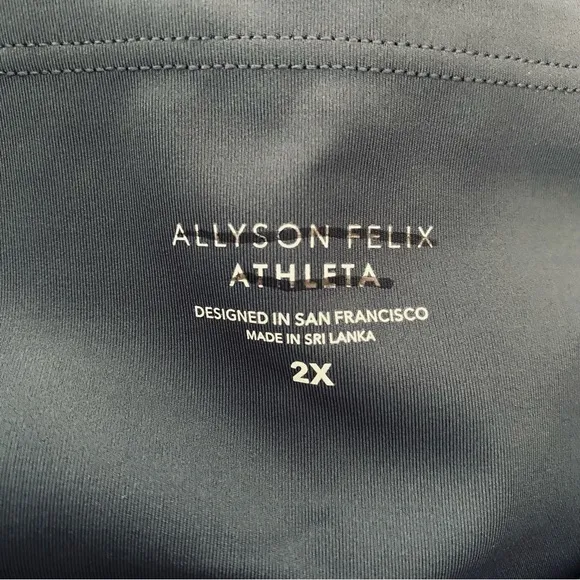 ALLYSON FELIX
ATHLETA
DESIGNED IN SAN FRANCISCO
MADE IN SRI LANKA
2X